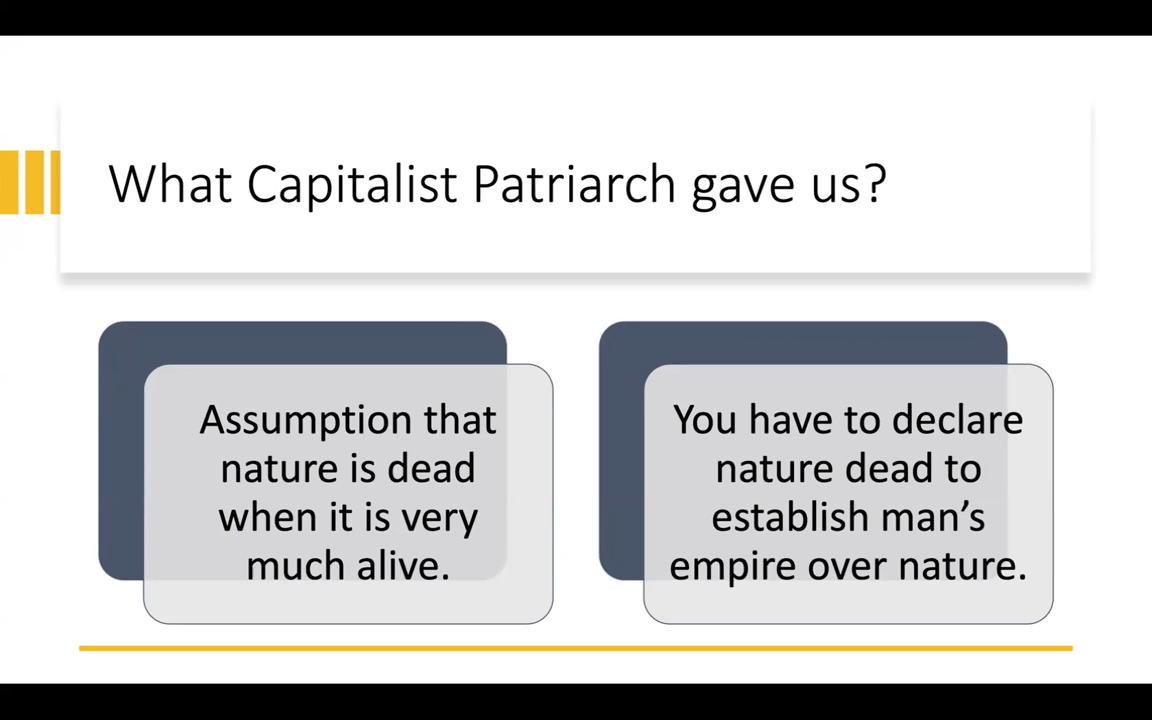 What Capitalist Patriarch gave us?
Assumption that
nature is dead
when it is very
much alive.
You have to declare
nature dead to
establish man’s
empire over nature.